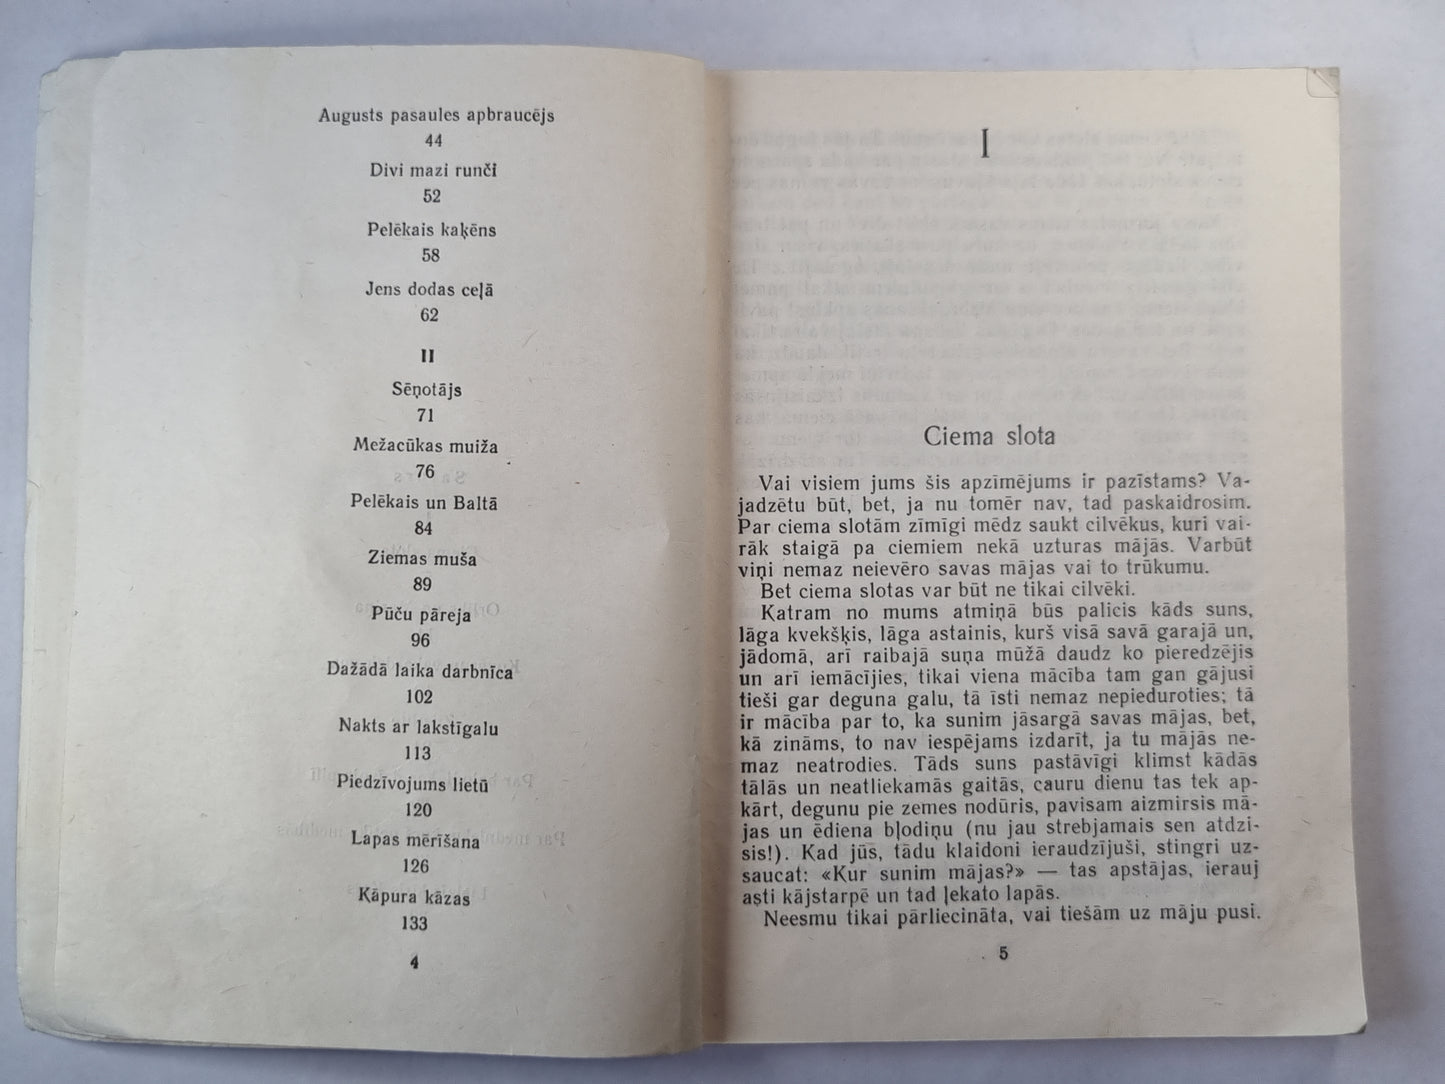 Augusts pasaules apbraucējs
44
Divi mazi runči
52
Pelēkais kaķēns
58
Jens dodas ceļā
62
II
Sēņotājs
71
Mežacūkas muiža
76
Pelēkais un Baltā
84
Ziemas muša
89
Pūču pāreja
96
Dažādā laika darbnīca
102
Nakts ar lakstīgalu
113
Piedzīvojums lietū
120
Lapas mērīšana
126
Kāpura kāzas
133
4
I
Ciema slota
Vai visiem jums šis apzīmējums ir pazīstams? Va-
jadzētu būt, bet, ja nu tomēr nav, tad paskaidrosim.
Par ciema slotām zīmīgi mēdz saukt cilvēkus, kuri vai-
rāk staigā pa ciemiem nekā uzturas mājās. Varbūt
viņi nemaz neievēro savas mājas vai to trūkumu.
Bet ciema slotas var būt ne tikai cilvēki.
Katram no mums atmiņā būs palicis kāds suns,
lāga kvekšķis, lāga astainis, kurš visā savā garajā un,
jādomā, arī raibajā suņa mūžā daudz ko pieredzējis
un arī iemācījies, tikai viena mācība tam gan gājusi
tieši gar deguna galu, tā īsti nemaz nepieduroties; tā
ir mācība par to, ka sunim jāsargā savas mājas, bet,
kā zināms, to nav iespējams izdarīt, ja tu mājās ne-
maz neatrodies. Tāds suns pastāvīgi klimst kādās
tālās un neatliekamās gaitās, cauru dienu tas tek ap-
kārt, degunu pie zemes nodūris, pavisam aizmirsis mā-
jas un ēdiena bļodiņu (nu jau strebjamais sen atdzi-
sis!). Kad jūs, tādu klaidoni ieraudzījuši, stingri uz-
saucat: «Kur sunim mājas?» — tas apstājas, ierauj
asti kājstarpē un tad ļekato lapās.
Neesmu tikai pārliecināta, vai tiešām uz māju pusi.
5